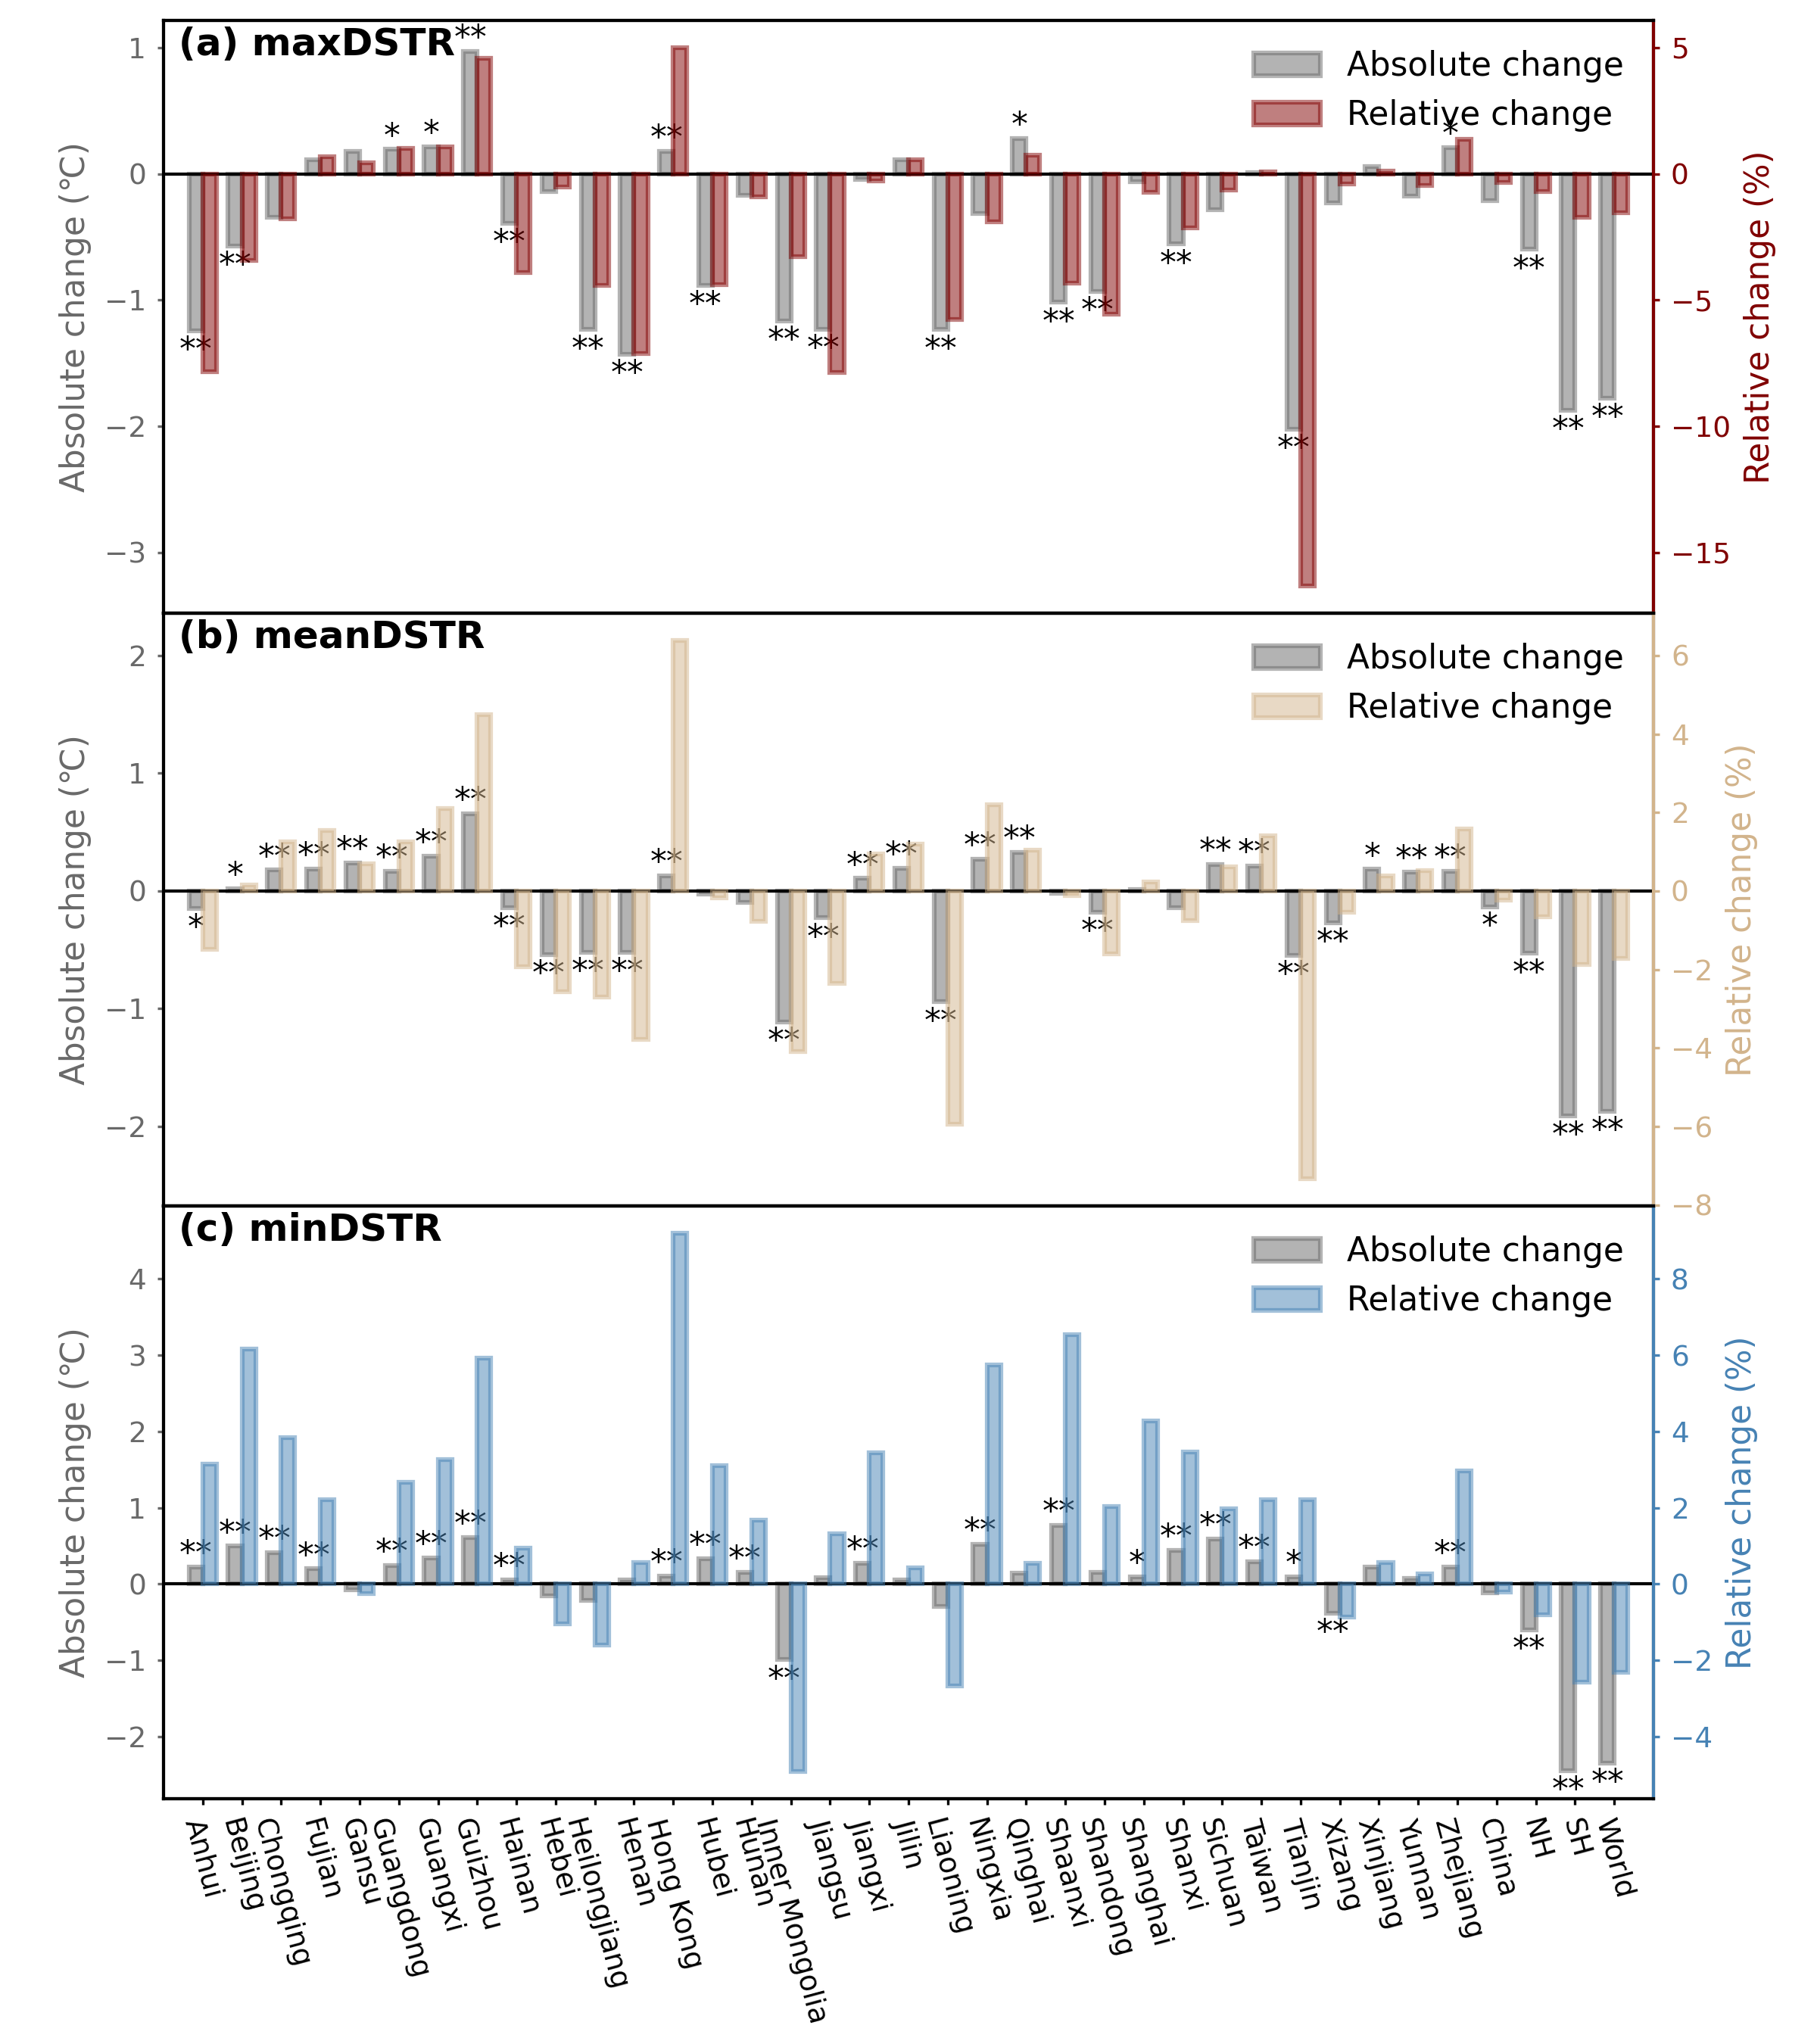 (a) maxDSTR
Absolute change
Relative change
1
0
−1
−2
−3
Absolute change (℃)
5
0
−5
−10
−15
Relative change (%)
** ** ** * * ** ** ** ** ** ** ** ** ** * ** ** ** ** * ** ** **
(b) meanDSTR
Absolute change
Relative change
2
1
0
−1
−2
Absolute change (℃)
6
4
2
0
−2
−4
−6
−8
Relative change (%)
* * ** ** ** ** ** ** ** ** ** ** ** ** ** ** ** ** ** ** ** ** ** ** ** * ** ** * ** ** **
(c) minDSTR
Absolute change
Relative change
4
3
2
1
0
−1
−2
Absolute change (℃)
8
6
4
2
0
−2
−4
Relative change (%)
** ** ** ** ** ** ** ** ** ** ** ** ** ** ** * ** ** ** * ** ** ** ** **
Anhui
Beijing
Chongqing
Fujian
Gansu
Guangdong
Guangxi
Guizhou
Hainan
Hebei
Heilongjiang
Henan
Hong Kong
Hubei
Hunan
Inner Mongolia
Jiangsu
Jiangxi
Jilin
Liaoning
Ningxia
Qinghai
Shaanxi
Shandong
Shanghai
Shanxi
Sichuan
Taiwan
Tianjin
Xizang
Xinjiang
Yunnan
Zhejiang
China
NH
SH
World